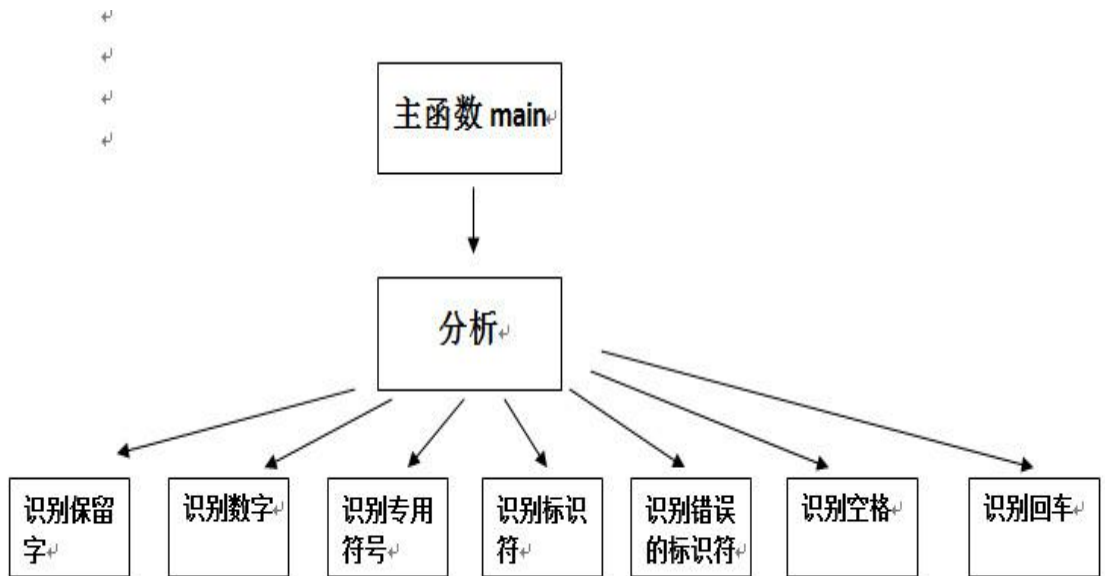 主函数 main
分析
识别保留
字
识别数字
识别专用
符号
识别标识
符
识别错误
的标识符
识别空格
识别回车